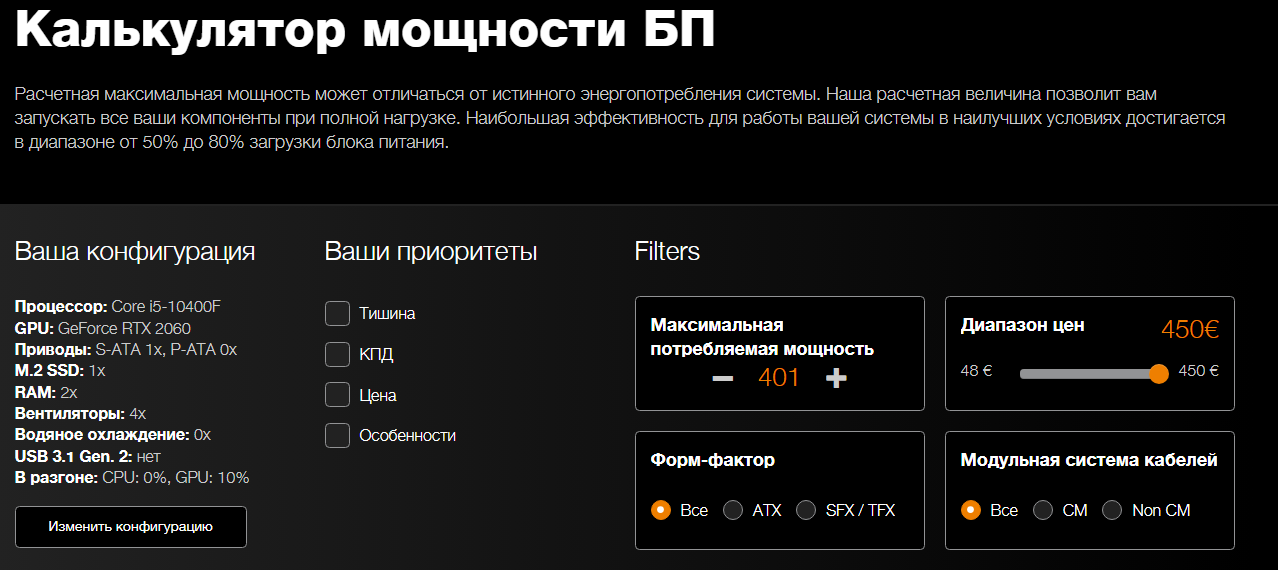 Калькулятор мощности БП
Расчетная максимальная мощность может отличаться от истинного энергопотребления системы. Наша расчетная величина позволит вам
запускать все ваши компоненты при полной нагрузке. Наибольшая эффективность для работы вашей системы в наилучших условиях достигается
в диапазоне от 50% до 80% загрузки блока питания.
Ваша конфигурация
Процессор: Core i5-10400F
GPU: GeForce RTX 2060
Приводы: S-ATA 1x, P-ATA 0x
M.2 SSD: 1x
RAM: 2x
Вентиляторы: 4x
Водяное охлаждение: 0x
USB 3.1 Gen. 2: нет
В разгоне: CPU: 0%, GPU: 10%
Изменить конфигурацию
Ваши приоритеты
Тишина
КПД
Цена
Особенности
Filters
Максимальная
потребляемая мощность
− 401 +
Диапазон цен 450€
48 € 450 €
Форм-фактор
Все ATX SFX / TFX
Модульная система кабелей
Все CM Non CM